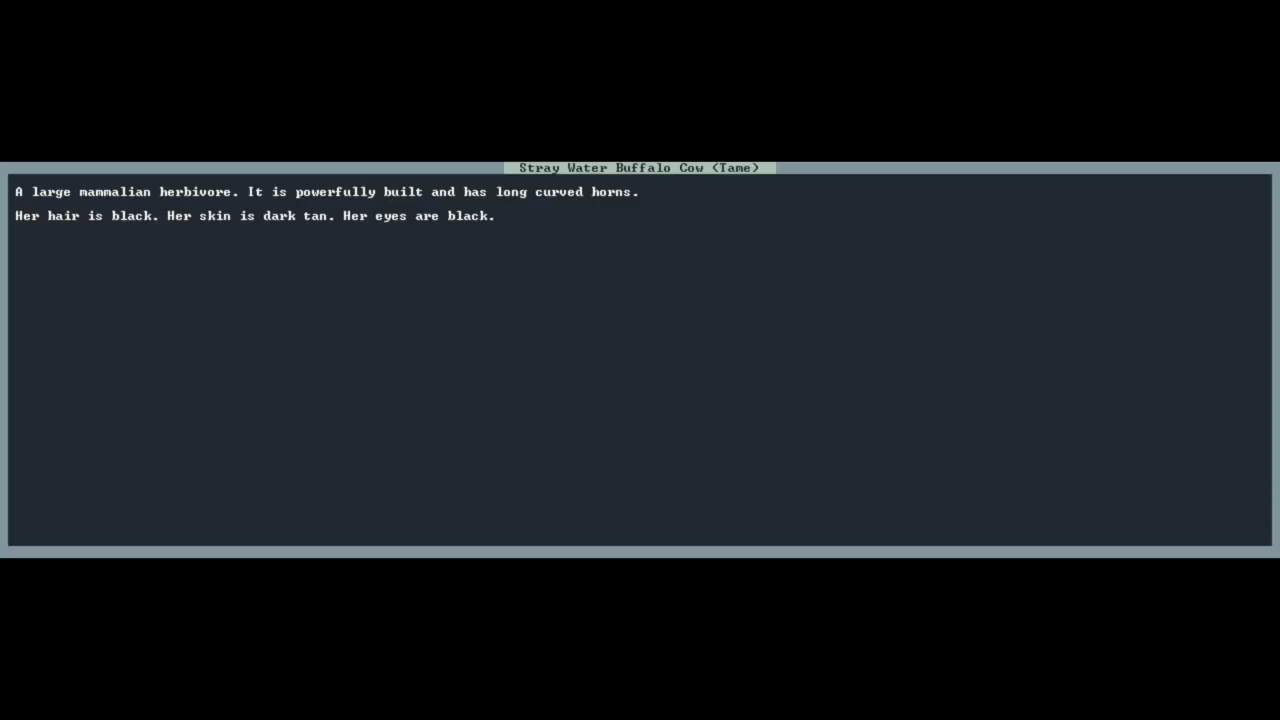 Stray Water Buffalo Cow (Tame)
A large mammalian herbivore. It is powerfully built and has long curved horns.
Her hair is black. Her skin is dark tan. Her eyes are black.